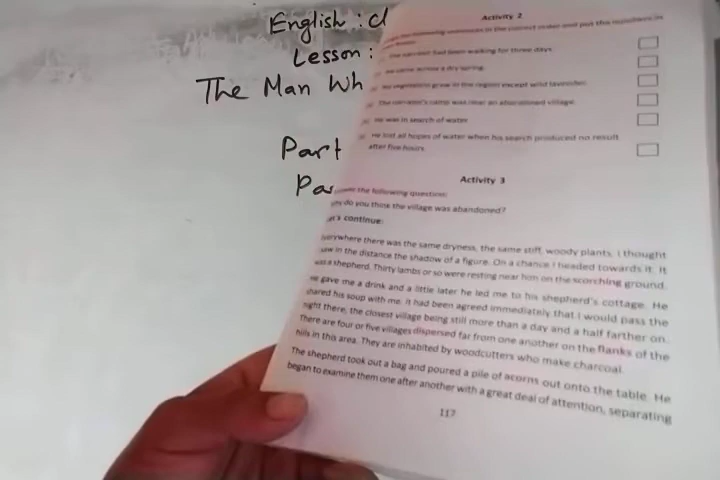 English : cl
Lesson :
The Man Wh
Part
Pa
Activity 2
had been walking for three days.
came across a dry spring.
No vegetation grew in the region except wild lavender.
The narrator's camp was near an abandoned village.
He was in search of water.
He lost all hopes of water when his search produced no result
after five hours.
Activity 3
the following question:
do you think the village was abandoned?
continue:
Everywhere there was the same dryness, the same stiff, woody plants. I thought
saw in the distance the shadow of a figure. On a chance I headed towards it. It
was a shepherd. Thirty lambs or so were resting near him on the scorching ground.
He gave me a drink and a little later he led me to his shepherd's cottage. He
shared his soup with me. It had been agreed immediately that I would pass the
night there, the closest village being still more than a day and a half farther on.
There are four or five villages dispersed far from one another on the flanks of the
hills in this area. They are inhabited by woodcutters who make charcoal.
The shepherd took out a bag and poured a pile of acorns out onto the table. He
began to examine them one after another with a great deal of attention, separating
117